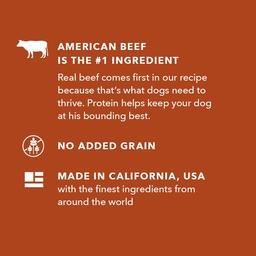 AMERICAN BEEF
IS THE #1 INGREDIENT
Real beef comes first in our recipe
because that's what dogs need to
thrive. Protein helps keep your dog
at his bounding best.
NO ADDED GRAIN
MADE IN CALIFORNIA, USA
with the finest ingredients from
around the world